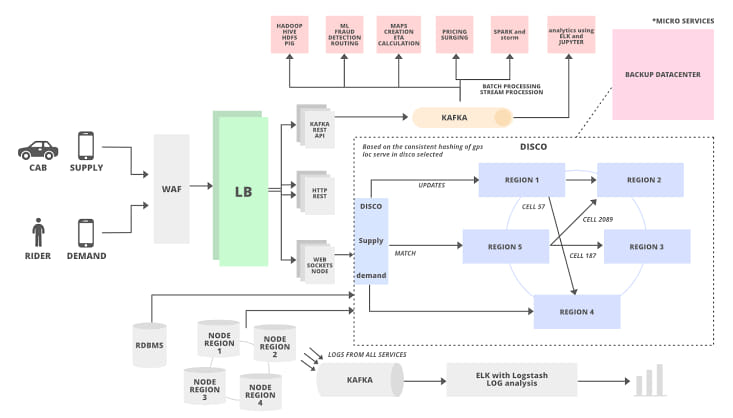 *MICRO SERVICES
HADOOP
HIVE
HDFS
PIG
ML
FRAUD
DETECTION
ROUTING
MAPS
CREATION
ETA
CALCULATION
PRICING
SURGING
SPARK and
storm
analytics using
ELK and
JUPYTER
BACKUP DATACENTER
BATCH PROCESSING
STREAM PROCESSION
KAFKA
KAFKA
REST
API
HTTP
REST
WEB
SOCKETS
NODE
CAB
SUPPLY
RIDER
DEMAND
WAF
LB
Based on the consistent hashing of gps
loc serve in disco selected
DISCO
UPDATES
MATCH
DISCO
Supply
demand
REGION 1
REGION 2
CELL 57
CELL 2089
REGION 5
REGION 3
CELL 187
REGION 4
RDBMS
NODE
REGION
1
NODE
REGION
2
NODE
REGION
3
NODE
REGION
4
LOGS FROM ALL SERVICES
KAFKA
ELK with Logstash
LOG analysis